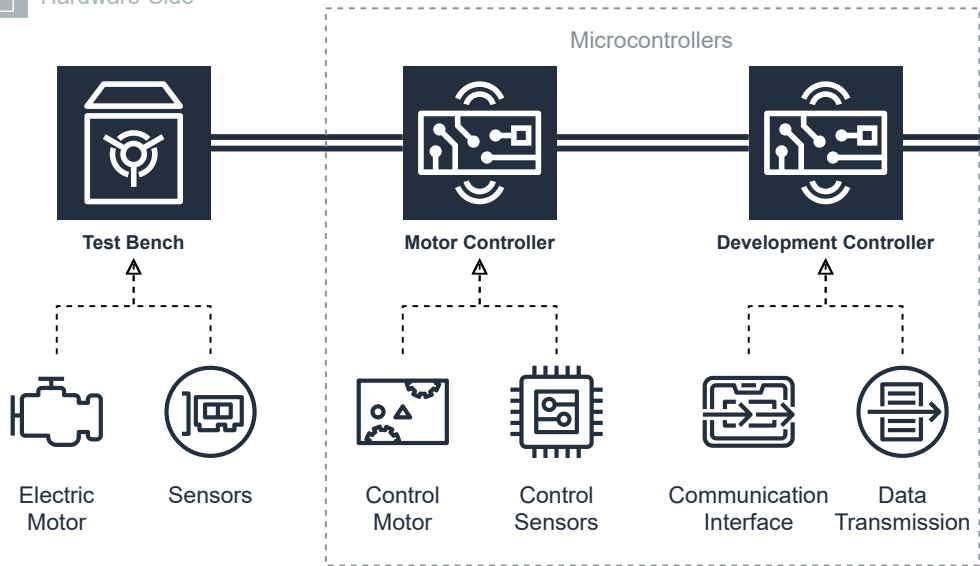 Hardware Side
Microcontrollers
Test Bench
Motor Controller
Development Controller
Electric
Motor
Sensors
Control
Motor
Control
Sensors
Communication
Interface
Data
Transmission